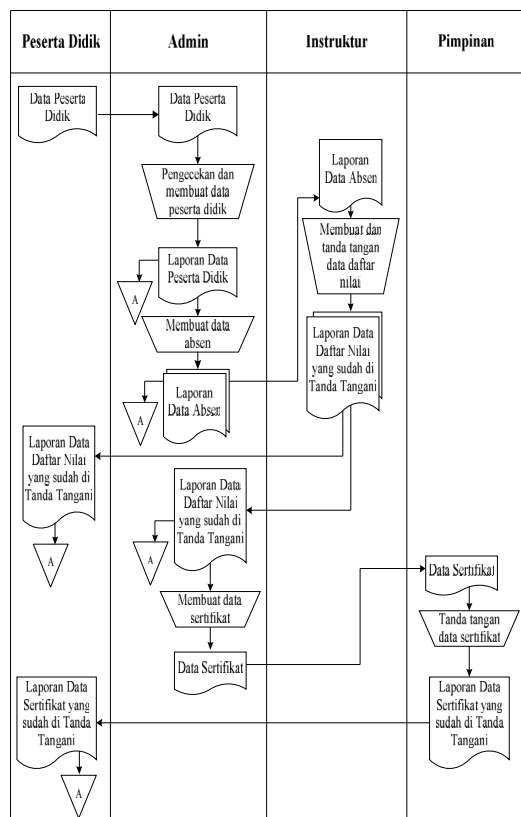 Peserta Didik
Admin
Instruktur
Pimpinan
Data Peserta
Didik
Data Peserta
Didik
Pengecekan dan
membuat data
peserta didik
Laporan Data
Peserta Didik
A
Membuat data
absen
Laporan
Data Absen
A
Laporan
Data Absen
Membuat dan
tanda tangan
data daftar
nilai
Laporan Data
Daftar Nilai
yang sudah di
Tanda Tangani
Laporan Data
Daftar Nilai
yang sudah di
Tanda Tangani
A
Laporan Data
Daftar Nilai
yang sudah di
Tanda Tangani
A
Membuat data
sertifikat
Data Sertifikat
Data Sertifikat
Tanda tangan
data sertifikat
Laporan Data
Sertifikat yang
sudah di Tanda
Tangani
Laporan Data
Sertifikat yang
sudah di Tanda
Tangani
A